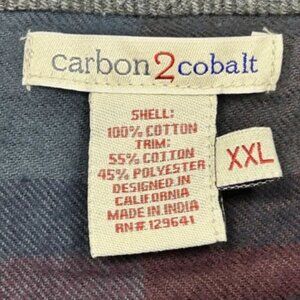 carbon2cobalt
SHELL:
100% COTTON
TRIM:
55% COTTON
45% POLYESTER
DESIGNED IN
CALIFORNIA
MADE IN INDIA
RN# 129641
XXL